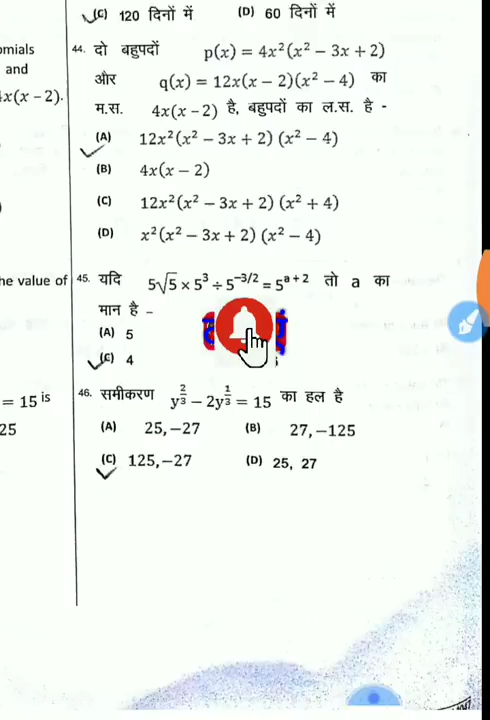 (C) 120 दिनों में (D) 60 दिनों में
omials
and
x(x − 2).
he value of
= 15 is
25
44. दो बहुपदों p(x) = 4x²(x² − 3x + 2)
और q(x) = 12x(x − 2)(x² − 4) का
म.स. 4x(x − 2) है, बहुपदों का ल.स. है -
(A) 12x²(x² − 3x + 2) (x² − 4)
(B) 4x(x − 2)
(C) 12x²(x² − 3x + 2) (x² + 4)
(D) x²(x² − 3x + 2) (x² − 4)
45. यदि 5√5 × 5³ ÷ 5^−3/2 = 5^a+2 तो a का
मान है −
(A) 5
(C) 4
46. समीकरण y^2/3 − 2y^1/3 = 15 का हल है
(A) 25, −27 (B) 27, −125
(C) 125, −27 (D) 25, 27